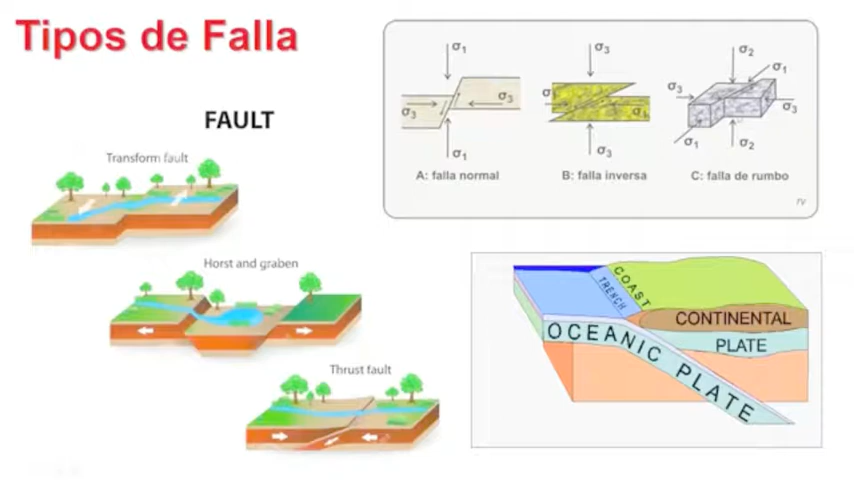 Tipos de Falla
FAULT
Transform fault
Horst and graben
Thrust fault
σ1
σ3
σ3
σ1
A: falla normal
σ3
σ
σ1
σ3
B: falla inversa
σ2
σ1
σ3
σ3
σ1
σ2
C: falla de rumbo
COAST
TRENCH
CONTINENTAL
PLATE
OCEANIC PLATE